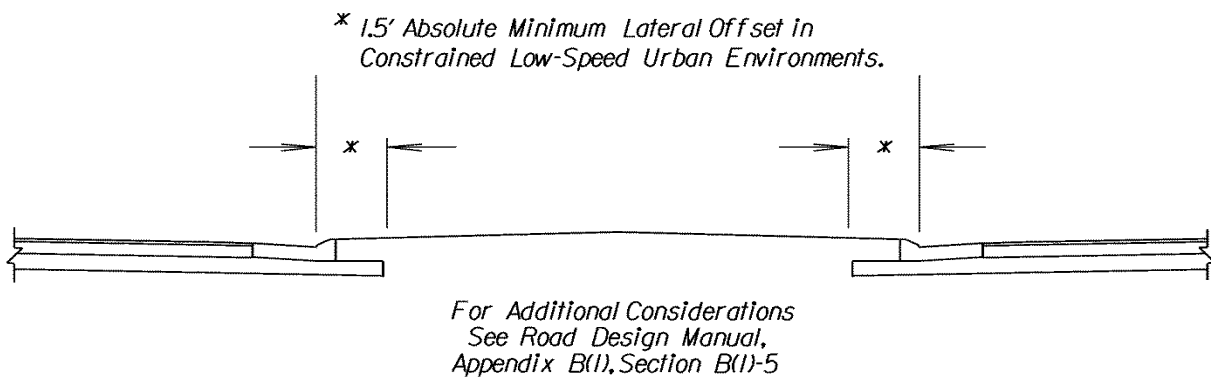 * 1.5' Absolute Minimum Lateral Offset in
Constrained Low-Speed Urban Environments.
* *
For Additional Considerations
See Road Design Manual,
Appendix B(1), Section B(1)-5